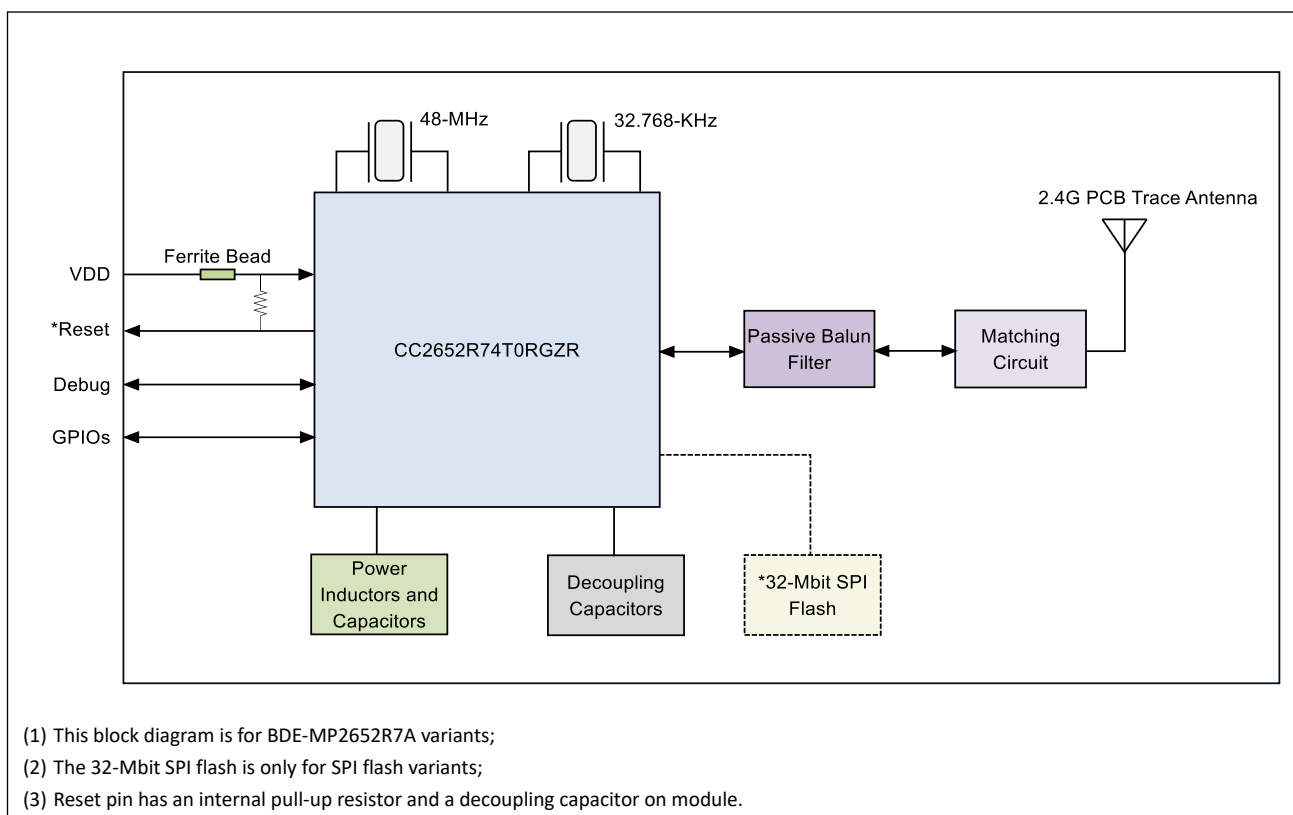 48-MHz
32.768-KHz
2.4G PCB Trace Antenna
Ferrite Bead
VDD
*Reset
Debug
GPIOs
CC2652R74T0RGZR
Passive Balun
Filter
Matching
Circuit
Power
Inductors and
Capacitors
Decoupling
Capacitors
*32-Mbit SPI
Flash
(1) This block diagram is for BDE-MP2652R7A variants;
(2) The 32-Mbit SPI flash is only for SPI flash variants;
(3) Reset pin has an internal pull-up resistor and a decoupling capacitor on module.